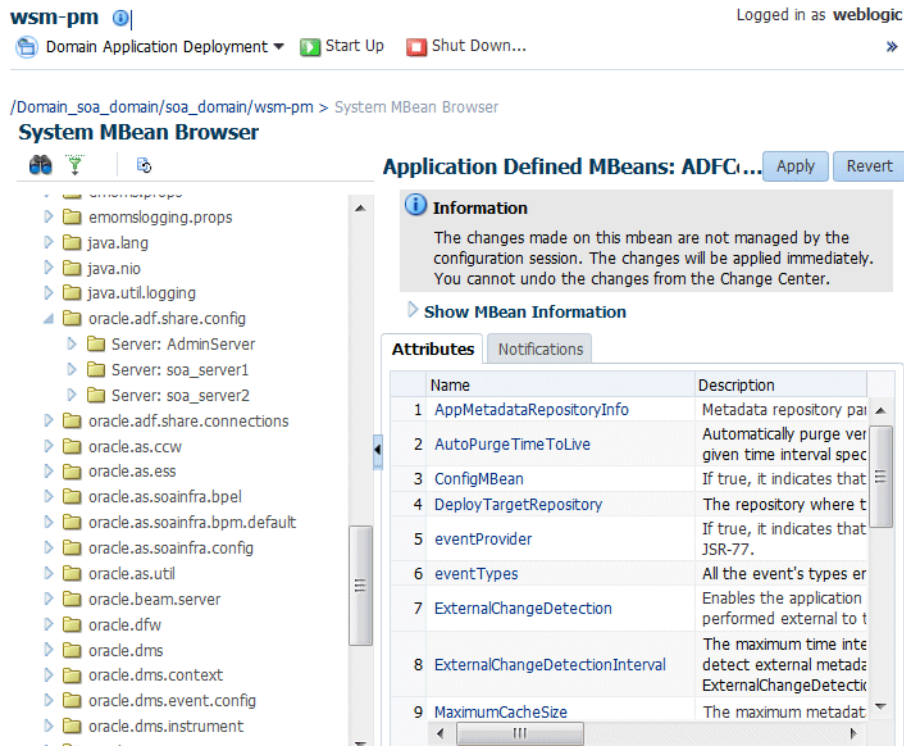 wsm-pm
Logged in as weblogic
Domain Application Deployment Start Up Shut Down...
/Domain_soa_domain/soa_domain/wsm-pm > System MBean Browser
System MBean Browser
emomslogging.props
java.lang
java.nio
java.util.logging
oracle.adf.share.config
Server: AdminServer
Server: soa_server1
Server: soa_server2
oracle.adf.share.connections
oracle.as.ccw
oracle.as.ess
oracle.as.soainfra.bpel
oracle.as.soainfra.bpm.default
oracle.as.soainfra.config
oracle.as.util
oracle.beam.server
oracle.dfw
oracle.dms
oracle.dms.context
oracle.dms.event.config
oracle.dms.instrument
Application Defined MBeans: ADFC... Apply Revert
Information
The changes made on this mbean are not managed by the
configuration session. The changes will be applied immediately.
You cannot undo the changes from the Change Center.
Show MBean Information
Attributes Notifications
Name Description
1 AppMetadataRepositoryInfo Metadata repository par
2 AutoPurgeTimeToLive Automatically purge ver
given time interval spec
3 ConfigMBean If true, it indicates that
4 DeployTargetRepository The repository where t
5 eventProvider If true, it indicates that
JSR-77.
6 eventTypes All the event's types er
7 ExternalChangeDetection Enables the application
performed external to t
8 ExternalChangeDetectionInterval The maximum time inte
detect external metada
ExternalChangeDetectio
9 MaximumCacheSize The maximum metadat